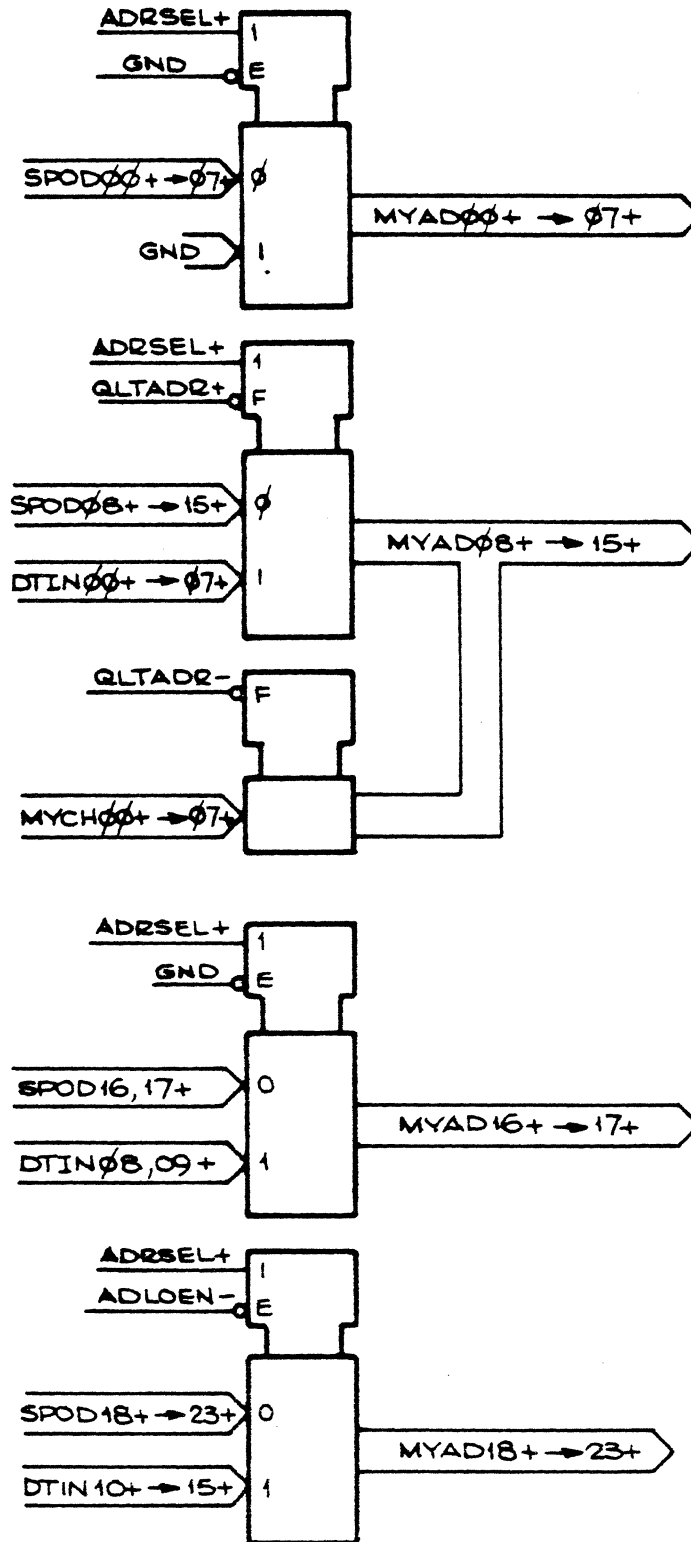 ADRSEL+
1
GND
E
SPODØØ+ → Ø7+
Ø
MYADØØ+ → Ø7+
GND
1
ADRSEL+
1
QLTADR+
F
SPODØ8+ → 15+
Ø
MYADØ8+ → 15+
DTINØØ+ → Ø7+
1
QLTADR-
F
MYCHØØ+ → Ø7+
ADRSEL+
1
GND
E
SPOD16,17+
0
MYAD16+ → 17+
DTINØ8,09+
1
ADRSEL+
1
ADLOEN-
E
SPOD18+ → 23+
0
MYAD18+ → 23+
DTIN10+ → 15+
1